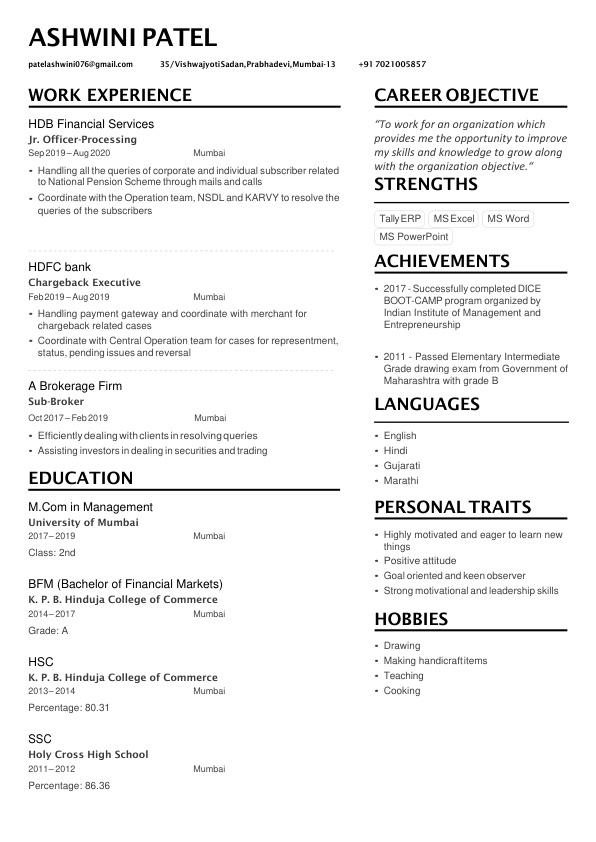 ASHWINI PATEL
patelashwini076@gmail.com 35/VishwajyotiSadan,Prabhadevi,Mumbai-13 +91 7021005857
WORK EXPERIENCE
HDB Financial Services
Jr. Officer-Processing
Sep2019–Aug2020 Mumbai
• Handling all the queries of corporate and individual subscriber related
to National Pension Scheme through mails and calls
• Coordinate with the Operation team, NSDL and KARVY to resolve the
queries of the subscribers
HDFC bank
Chargeback Executive
Feb2019–Aug2019 Mumbai
• Handling payment gateway and coordinate with merchant for
chargeback related cases
• Coordinate with Central Operation team for cases for representment,
status, pending issues and reversal
A Brokerage Firm
Sub-Broker
Oct2017–Feb2019 Mumbai
• Efficiently dealing with clients in resolving queries
• Assisting investors in dealing in securities and trading
EDUCATION
M.Com in Management
University of Mumbai
2017–2019 Mumbai
Class: 2nd
BFM (Bachelor of Financial Markets)
K. P. B. Hinduja College of Commerce
2014–2017 Mumbai
Grade: A
HSC
K. P. B. Hinduja College of Commerce
2013–2014 Mumbai
Percentage: 80.31
SSC
Holy Cross High School
2011–2012 Mumbai
Percentage: 86.36
CAREER OBJECTIVE
“To work for an organization which
provides me the opportunity to improve
my skills and knowledge to grow along
with the organization objective.”
STRENGTHS
Tally ERP MS Excel MS Word
MS PowerPoint
ACHIEVEMENTS
• 2017 - Successfully completed DICE
BOOT-CAMP program organized by
Indian Institute of Management and
Entrepreneurship
• 2011 - Passed Elementary Intermediate
Grade drawing exam from Government of
Maharashtra with grade B
LANGUAGES
• English
• Hindi
• Gujarati
• Marathi
PERSONAL TRAITS
• Highly motivated and eager to learn new
things
• Positive attitude
• Goal oriented and keen observer
• Strong motivational and leadership skills
HOBBIES
• Drawing
• Making handicraft items
• Teaching
• Cooking